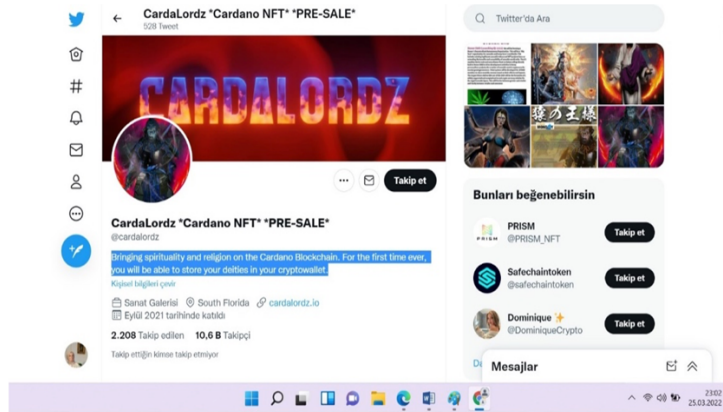 CardaLordz *Cardano NFT* *PRE-SALE*
528 Tweet
Twitter'da Ara
CARDALORDZ
Takip et
CardaLordz *Cardano NFT* *PRE-SALE*
@cardalordz
Bringing spirituality and religion on the Cardano Blockchain. For the first time ever,
you will be able to store your deities in your cryptowallet.
Kişisel bilgileri çevir
Sanat Galerisi South Florida cardalordz.io
Eylül 2021 tarihinde katıldı
2.208 Takip edilen 10,6 B Takipçi
Takip ettiğin kimse takip etmiyor
Bunları beğenebilirsin
PRISM
PRISM
@PRISM_NFT
Takip et
Safechaintoken
@safechaintoken
Takip et
Dominique
@DominiqueCrypto
Takip et
Mesajlar
23:02
25.03.2022